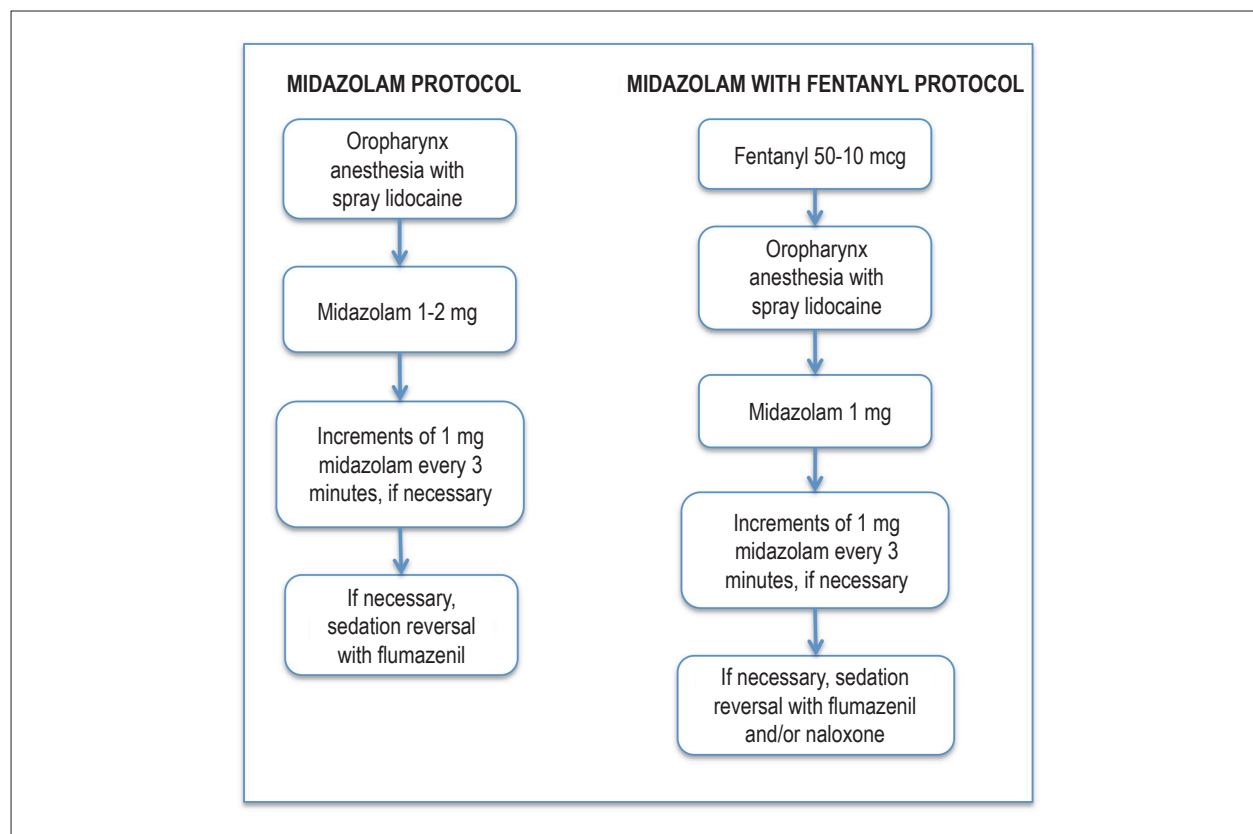 MIDAZOLAM PROTOCOL
Oropharynx
anesthesia with
spray lidocaine
Midazolam 1-2 mg
Increments of 1 mg
midazolam every 3
minutes, if necessary
If necessary,
sedation reversal
with flumazenil
MIDAZOLAM WITH FENTANYL PROTOCOL
Fentanyl 50-10 mcg
Oropharynx
anesthesia with
spray lidocaine
Midazolam 1 mg
Increments of 1 mg
midazolam every 3
minutes, if necessary
If necessary, sedation
reversal with flumazenil
and/or naloxone